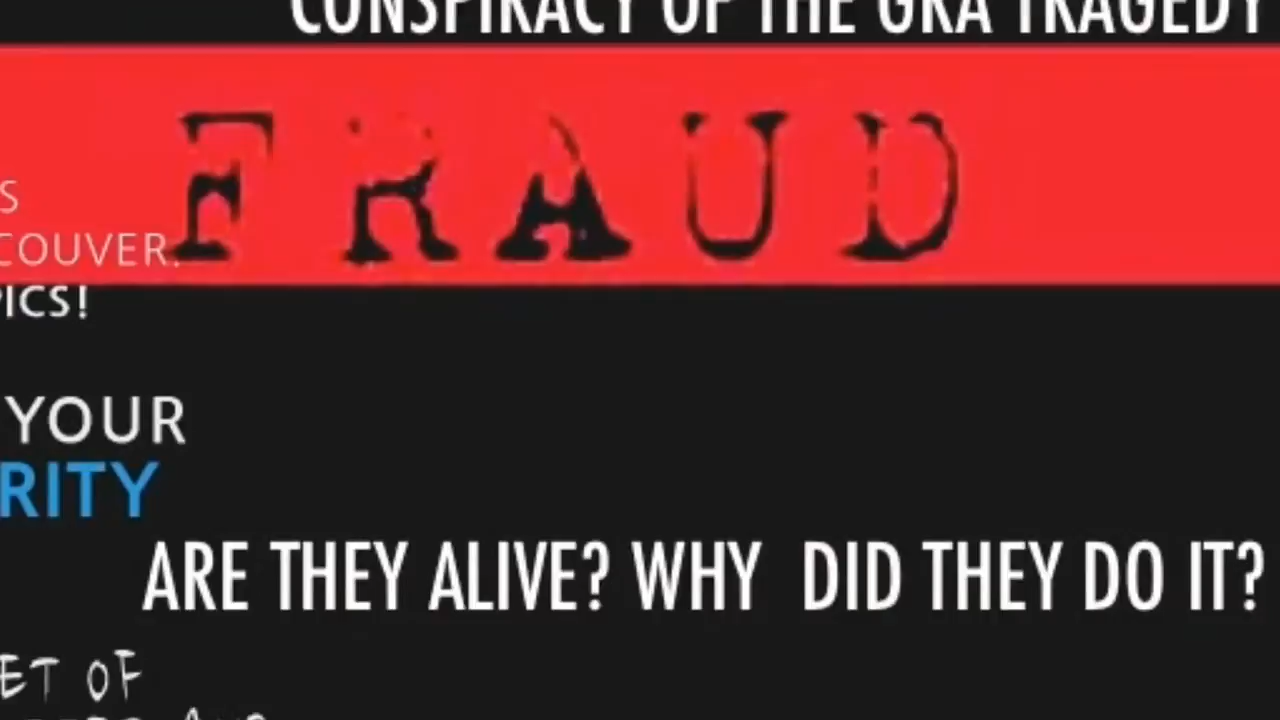 CONSPIRACY OF THE GRA TRAGEDY
FRAUD
S
COUVER.
PICS!
YOUR
RITY
ARE THEY ALIVE? WHY DID THEY DO IT?
ET OF